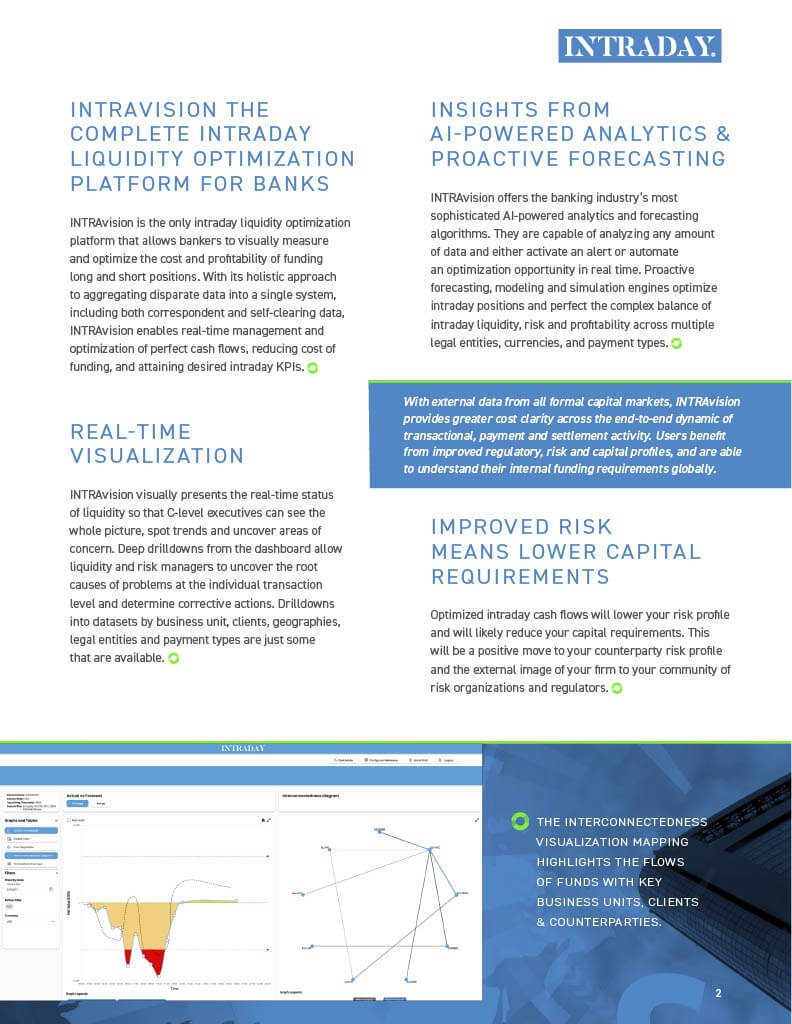 INTRADAY.
INTRAVISION THE
COMPLETE INTRADAY
LIQUIDITY OPTIMIZATION
PLATFORM FOR BANKS
INTRAvision is the only intraday liquidity optimization
platform that allows bankers to visually measure
and optimize the cost and profitability of funding
long and short positions. With its holistic approach
to aggregating disparate data into a single system,
including both correspondent and self-clearing data,
INTRAvision enables real-time management and
optimization of perfect cash flows, reducing cost of
funding, and attaining desired intraday KPIs.
REAL-TIME
VISUALIZATION
INTRAvision visually presents the real-time status
of liquidity so that C-level executives can see the
whole picture, spot trends and uncover areas of
concern. Deep drilldowns from the dashboard allow
liquidity and risk managers to uncover the root
causes of problems at the individual transaction
level and determine corrective actions. Drilldowns
into datasets by business unit, clients, geographies,
legal entities and payment types are just some
that are available.
INSIGHTS FROM
AI-POWERED ANALYTICS &
PROACTIVE FORECASTING
INTRAvision offers the banking industry's most
sophisticated AI-powered analytics and forecasting
algorithms. They are capable of analyzing any amount
of data and either activate an alert or automate
an optimization opportunity in real time. Proactive
forecasting, modeling and simulation engines optimize
intraday positions and perfect the complex balance of
intraday liquidity, risk and profitability across multiple
legal entities, currencies, and payment types.
With external data from all formal capital markets, INTRAvision
provides greater cost clarity across the end-to-end dynamic of
transactional, payment and settlement activity. Users benefit
from improved regulatory, risk and capital profiles, and are able
to understand their internal funding requirements globally.
IMPROVED RISK
MEANS LOWER CAPITAL
REQUIREMENTS
Optimized intraday cash flows will lower your risk profile
and will likely reduce your capital requirements. This
will be a positive move to your counterparty risk profile
and the external image of your firm to your community of
risk organizations and regulators.
INTRADAY
Actual vs Forecast
Interconnectedness Diagram
Graphs and Tables
Filters
Time
Graph Legends
Graph Legends
THE INTERCONNECTEDNESS
VISUALIZATION MAPPING
HIGHLIGHTS THE FLOWS
OF FUNDS WITH KEY
BUSINESS UNITS, CLIENTS
& COUNTERPARTIES.
2